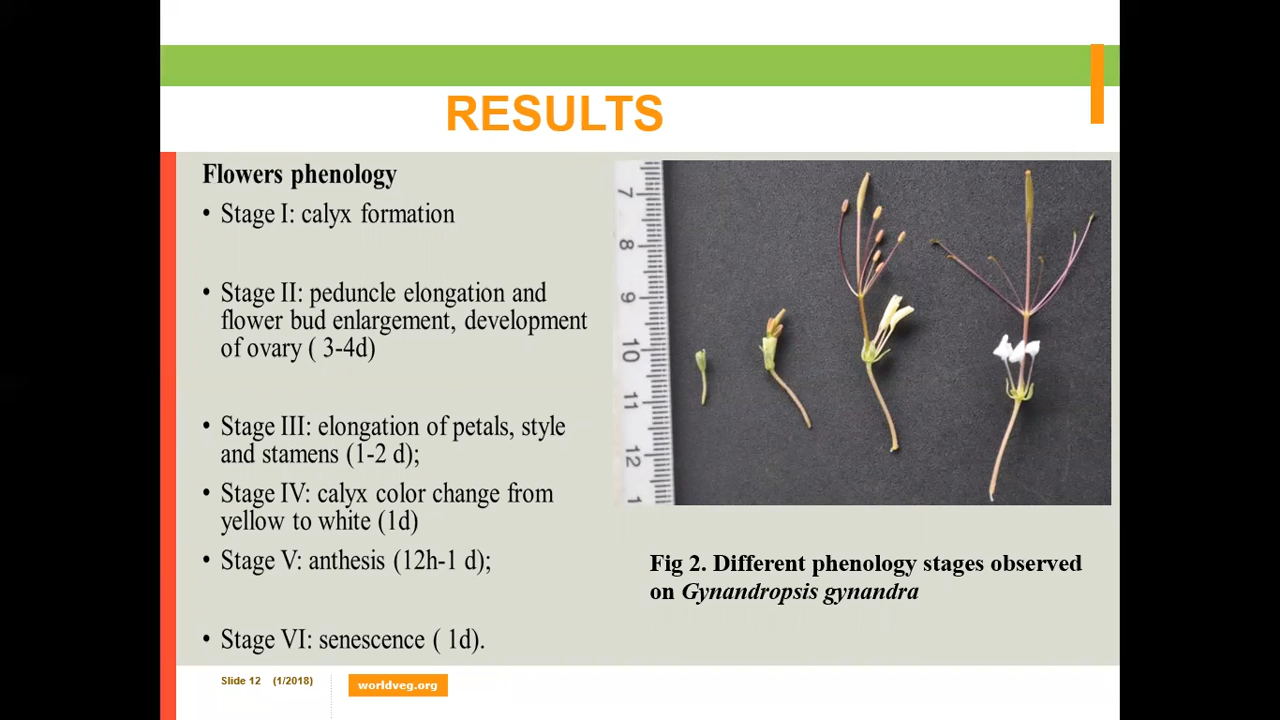 RESULTS
Flowers phenology
• Stage I: calyx formation
• Stage II: peduncle elongation and
flower bud enlargement, development
of ovary ( 3-4d)
• Stage III: elongation of petals, style
and stamens (1-2 d);
• Stage IV: calyx color change from
yellow to white (1d)
• Stage V: anthesis (12h-1 d);
• Stage VI: senescence ( 1d).
7
8
9
10
11
12
1
Fig 2. Different phenology stages observed
on Gynandropsis gynandra
Slide 12 (1/2018)
worldveg.org